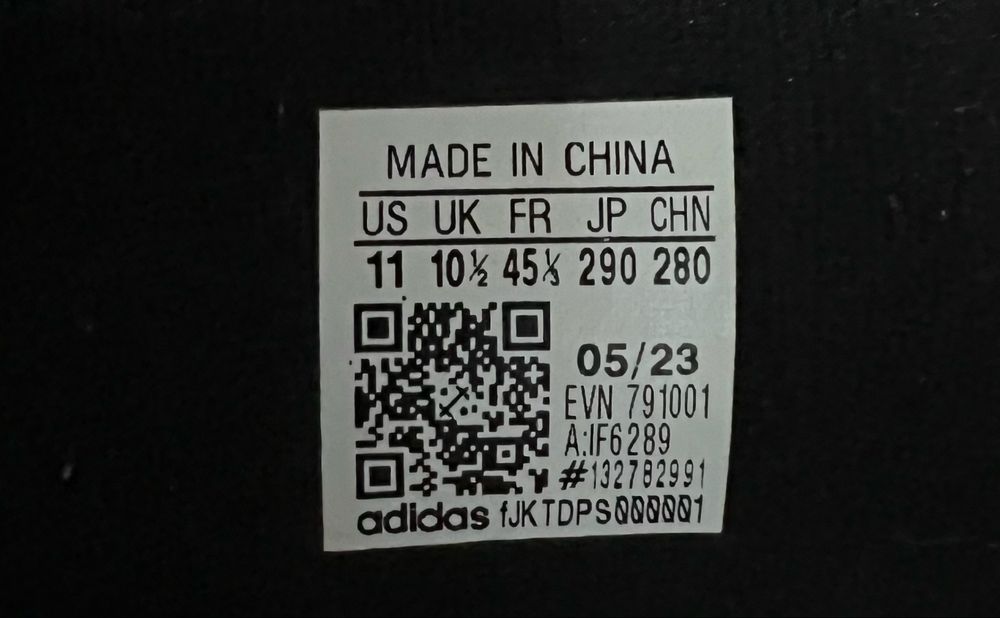 MADE IN CHINA
US UK FR JP CHN
11 10½ 45⅓ 290 280
05/23
EVN 791001
A:IF6289
#132782991
adidas fJKTDPS000001